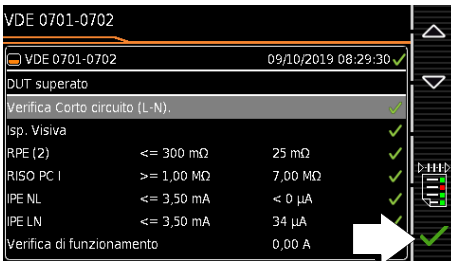 VDE 0701-0702
VDE 0701-0702 09/10/2019 08:29:30
DUT superato
Verifica Corto circuito (L-N).
Isp. Visiva
RPE (2) <= 300 mΩ 25 mΩ
RISO PC I >= 1,00 MΩ 7,00 MΩ
IPE NL <= 3,50 mA < 0 µA
IPE LN <= 3,50 mA 34 µA
Verifica di funzionamento 0,00 A